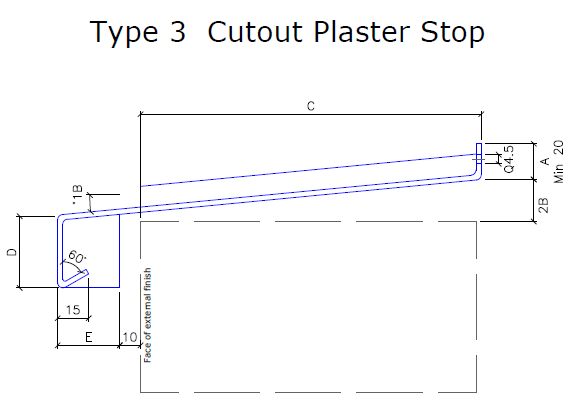 Type 3 Cutout Plaster Stop
C
Q4.5
A
Min 20
°1B
2B
D
60°
15
E
10
Face of external finish